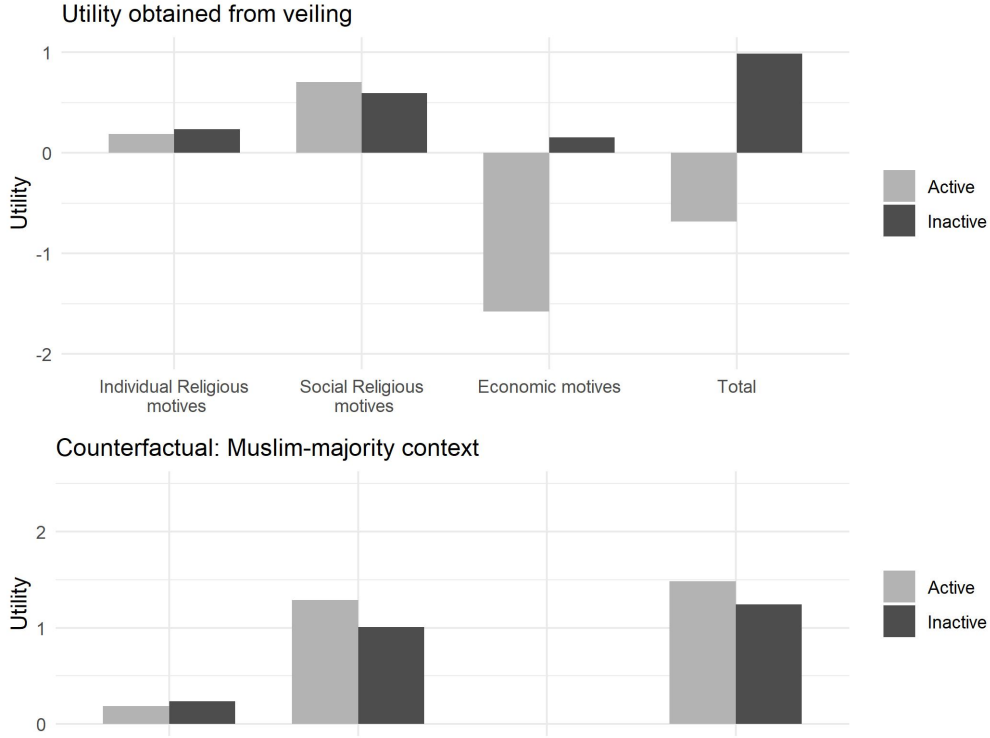 Utility obtained from veiling
1
0
-1
-2
Utility
Individual Religious
motives
Social Religious
motives
Economic motives
Total
Active
Inactive
Counterfactual: Muslim-majority context
2
1
0
Utility
Active
Inactive